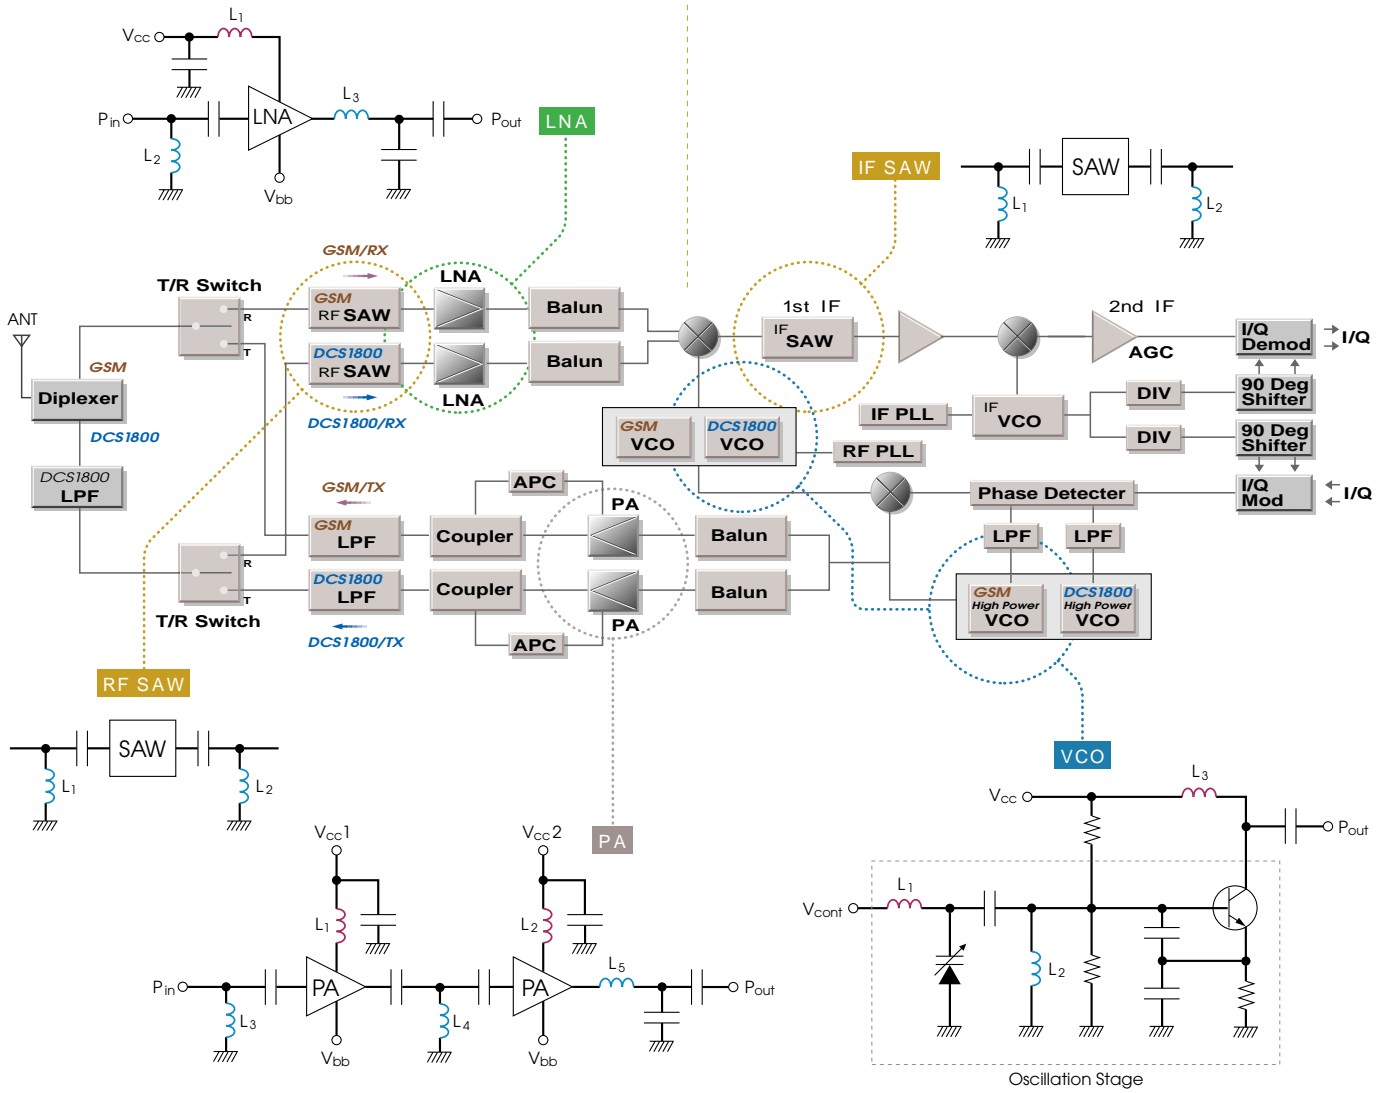 L1
Vcc
L3
LNA
Pin
Pout
L2
Vbb
LNA
IF SAW
SAW
L1
L2
GSM/RX
T/R Switch
LNA
GSM
RF SAW
Balun
1st IF
2nd IF
ANT
R
T
IF
SAW
AGC
I/Q
Demod
I/Q
DCS1800
RF SAW
Balun
LNA
GSM
Diplexer
DCS1800
DCS1800/RX
GSM
VCO
DCS1800
VCO
IF PLL
IF
VCO
DIV
90 Deg
Shifter
DIV
90 Deg
Shifter
RF PLL
DCS1800
LPF
GSM/TX
APC
PA
Phase Detecter
I/Q
Mod
I/Q
GSM
LPF
Coupler
Balun
LPF
LPF
R
T
DCS1800
LPF
Coupler
Balun
GSM
High Power
VCO
DCS1800
High Power
VCO
T/R Switch
DCS1800/TX
APC
PA
RF SAW
SAW
L1
L2
VCO
L3
Vcc
Pout
PA
Vcc1
Vcc2
L1
L2
L1
Vcont
L2
Pin
PA
PA
L5
Pout
L3
L4
Vbb
Vbb
Oscillation Stage